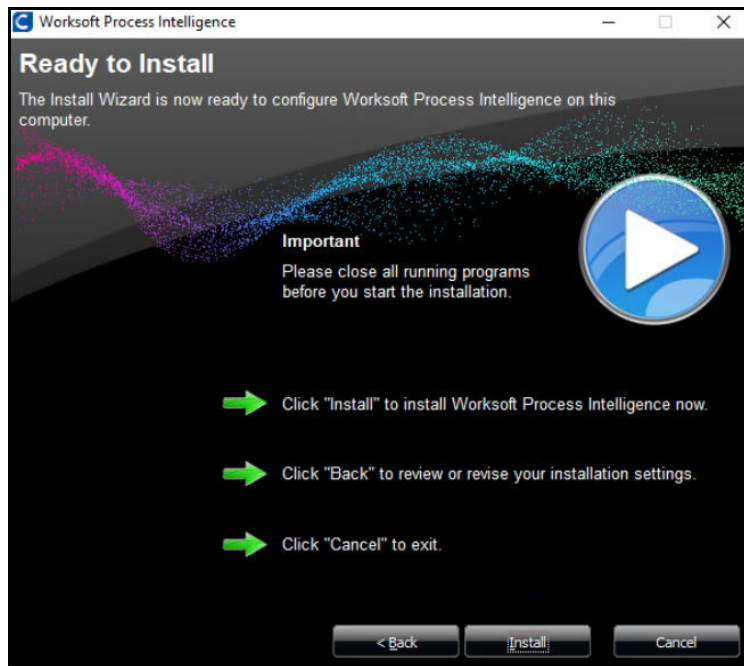 Worksoft Process Intelligence
Ready to Install
The Install Wizard is now ready to configure Worksoft Process Intelligence on this
computer.
Important
Please close all running programs
before you start the installation.
Click "Install" to install Worksoft Process Intelligence now.
Click "Back" to review or revise your installation settings.
Click "Cancel" to exit.
< Back
Install
Cancel